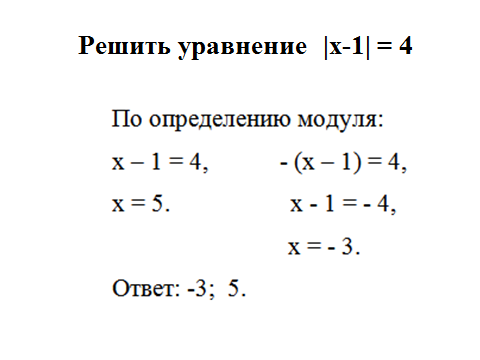 Решить уравнение |x-1| = 4
По определению модуля:
x – 1 = 4, - (x – 1) = 4,
x = 5. x - 1 = - 4,
x = - 3.
Ответ: -3; 5.